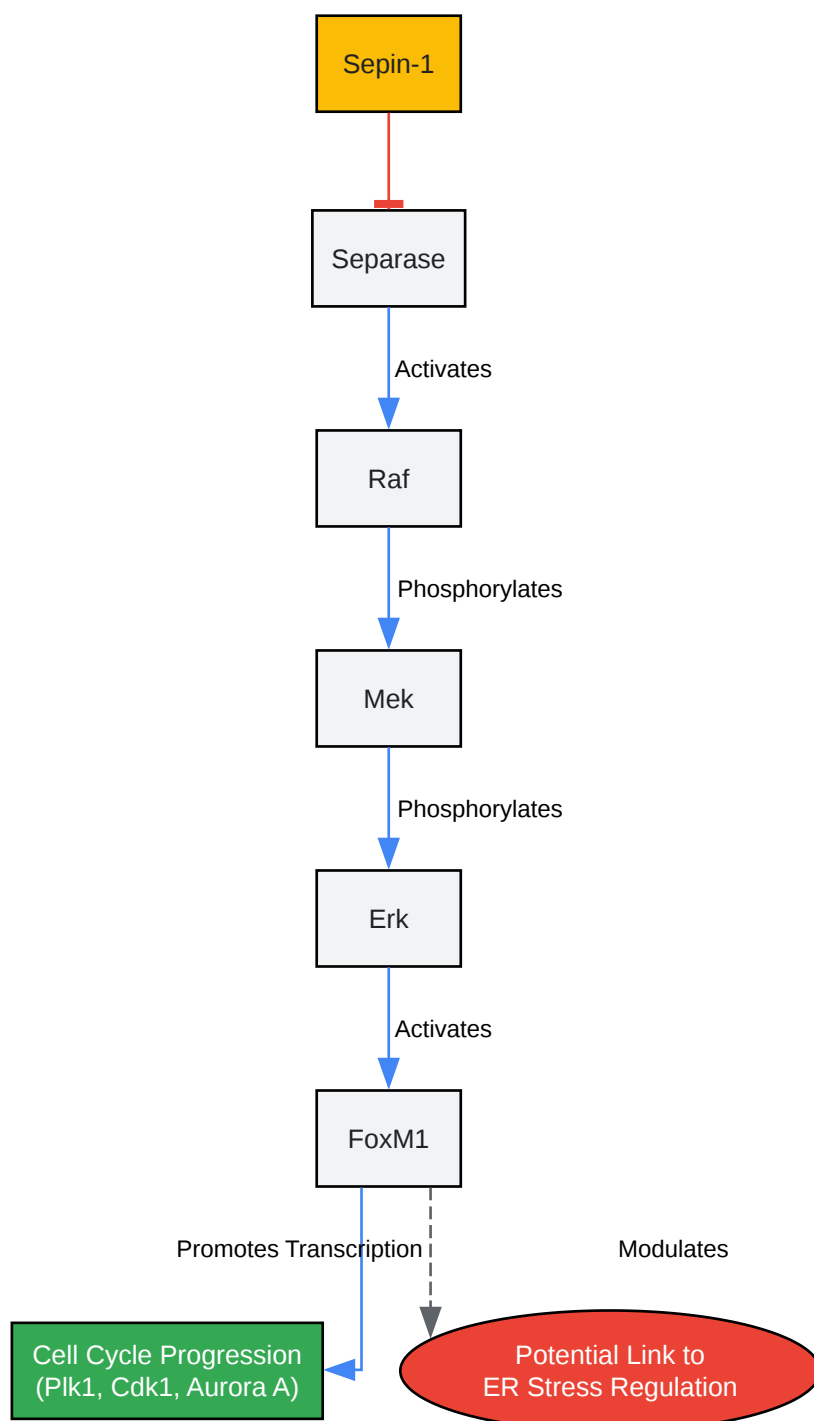 Sepin-1
Separase
Activates
Raf
Phosphorylates
Mek
Phosphorylates
Erk
Activates
FoxM1
Promotes Transcription
Modulates
Cell Cycle Progression
(Plk1, Cdk1, Aurora A)
Potential Link to
ER Stress Regulation